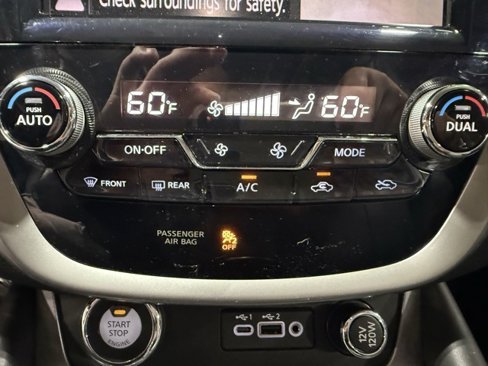 Check surroundings for safety.
PUSH
AUTO
60°F
60°F
PUSH
DUAL
ON•OFF
MODE
FRONT
REAR
A/C
PASSENGER
AIR BAG
2
OFF
START
STOP
ENGINE
1
2
12V
120W